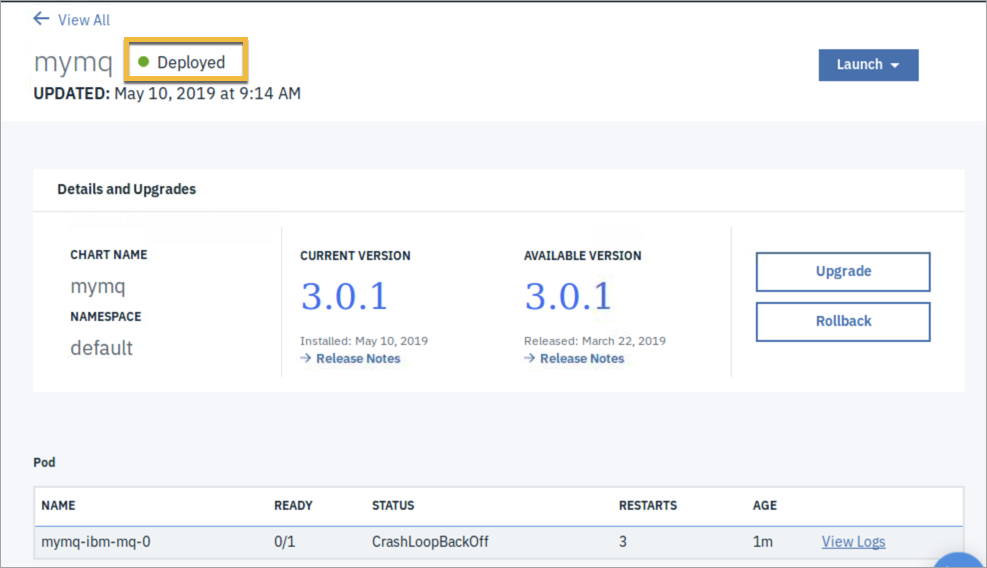 ← View All
mymq Deployed Launch
UPDATED: May 10, 2019 at 9:14 AM
Details and Upgrades
CHART NAME
mymq
NAMESPACE
default
CURRENT VERSION
3.0.1
Installed: May 10, 2019
→ Release Notes
AVAILABLE VERSION
3.0.1
Released: March 22, 2019
→ Release Notes
Upgrade
Rollback
Pod
NAME READY STATUS RESTARTS AGE
mymq-ibm-mq-0 0/1 CrashLoopBackOff 3 1m View Logs